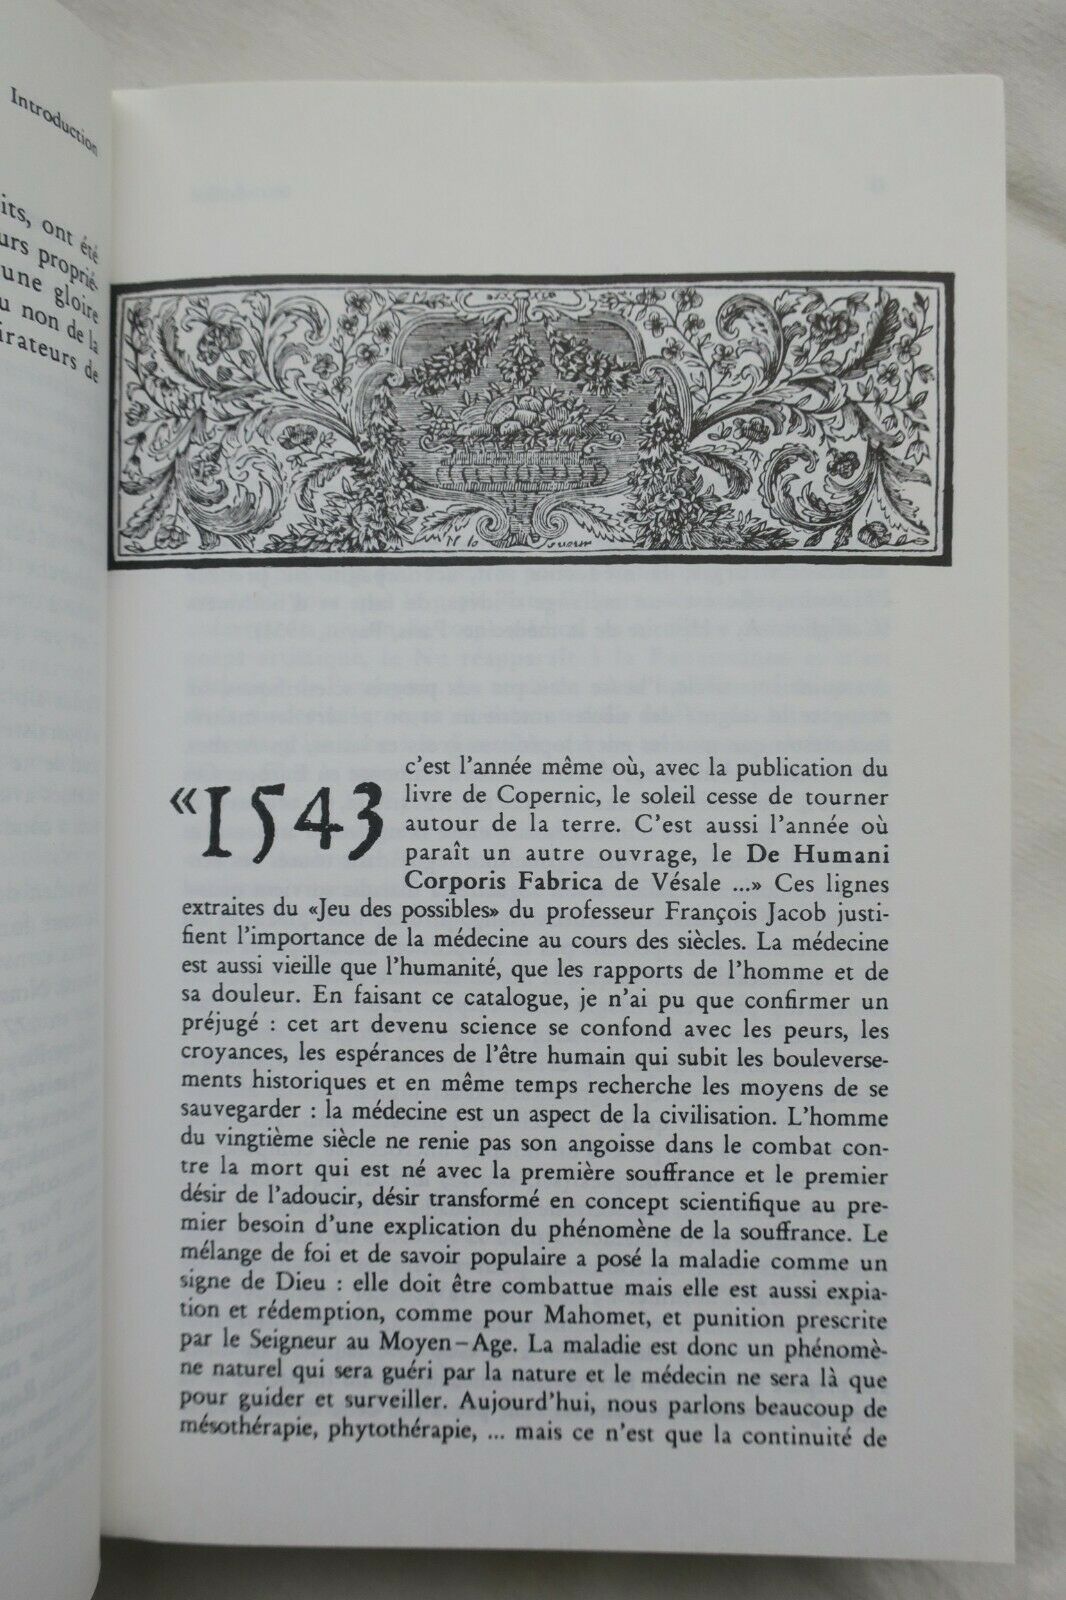 Introduction
its, ont été
urs proprié-
une gloire
u non de la
irateurs de
«1543
c'est l'année même où, avec la publication du
livre de Copernic, le soleil cesse de tourner
autour de la terre. C'est aussi l'année où
paraît un autre ouvrage, le De Humani
Corporis Fabrica de Vésale ...» Ces lignes
extraites du «Jeu des possibles» du professeur François Jacob justi-
fient l'importance de la médecine au cours des siècles. La médecine
est aussi vieille que l'humanité, que les rapports de l'homme et de
sa douleur. En faisant ce catalogue, je n'ai pu que confirmer un
préjugé : cet art devenu science se confond avec les peurs, les
croyances, les espérances de l'être humain qui subit les bouleverse-
ments historiques et en même temps recherche les moyens de se
sauvegarder : la médecine est un aspect de la civilisation. L'homme
du vingtième siècle ne renie pas son angoisse dans le combat con-
tre la mort qui est né avec la première souffrance et le premier
désir de l'adoucir, désir transformé en concept scientifique au pre-
mier besoin d'une explication du phénomène de la souffrance. Le
mélange de foi et de savoir populaire a posé la maladie comme un
signe de Dieu : elle doit être combattue mais elle est aussi expia-
tion et rédemption, comme pour Mahomet, et punition prescrite
par le Seigneur au Moyen-Age. La maladie est donc un phénomè-
ne naturel qui sera guéri par la nature et le médecin ne sera là que
pour guider et surveiller. Aujourd'hui, nous parlons beaucoup de
mésothérapie, phytothérapie, ... mais ce n'est que la continuité de